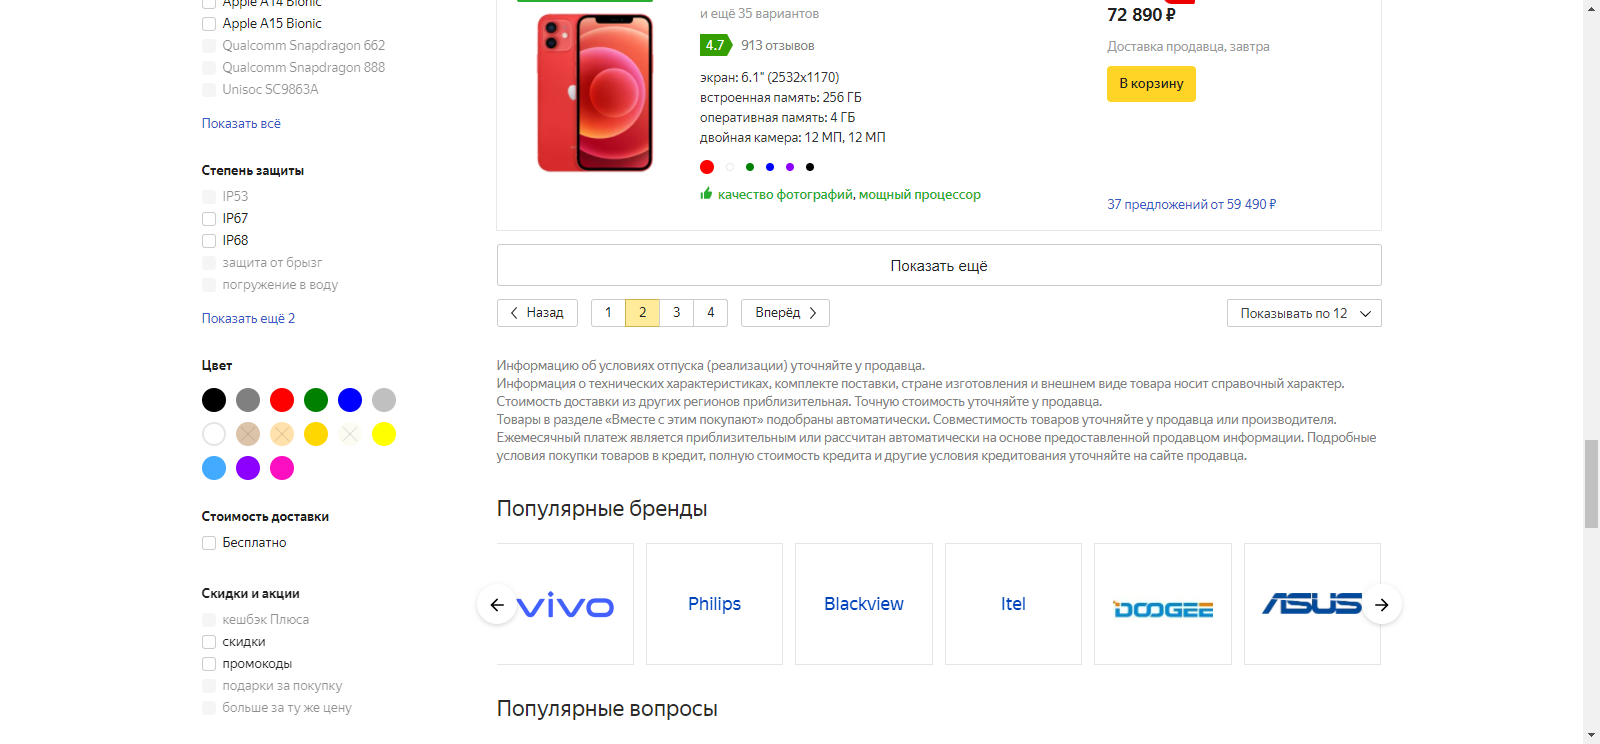 Apple A14 Bionic
Apple A15 Bionic
Qualcomm Snapdragon 662
Qualcomm Snapdragon 888
Unisoc SC9863A
Показать всё
Степень защиты
IP53
IP67
IP68
защита от брызг
погружение в воду
Показать ещё 2
Цвет
Стоимость доставки
Бесплатно
Скидки и акции
кешбэк Плюса
скидки
промокоды
подарки за покупку
больше за ту же цену
и ещё 35 вариантов
4.7 913 отзывов
экран: 6.1" (2532x1170)
встроенная память: 256 ГБ
оперативная память: 4 ГБ
двойная камера: 12 МП, 12 МП
качество фотографий, мощный процессор
72 890 ₽
Доставка продавца, завтра
В корзину
37 предложений от 59 490 ₽
Показать ещё
Назад 1 2 3 4 Вперёд
Показывать по 12
Информацию об условиях отпуска (реализации) уточняйте у продавца.
Информация о технических характеристиках, комплекте поставки, стране изготовления и внешнем виде товара носит справочный характер.
Стоимость доставки из других регионов приблизительная. Точную стоимость уточняйте у продавца.
Товары в разделе «Вместе с этим покупают» подобраны автоматически. Совместимость товаров уточняйте у продавца или производителя.
Ежемесячный платеж является приблизительным или рассчитан автоматически на основе предоставленной продавцом информации. Подробные
условия покупки товаров в кредит, полную стоимость кредита и другие условия кредитования уточняйте на сайте продавца.
Популярные бренды
vivo
Philips
Blackview
Itel
DOOGEE
ASUS
Популярные вопросы